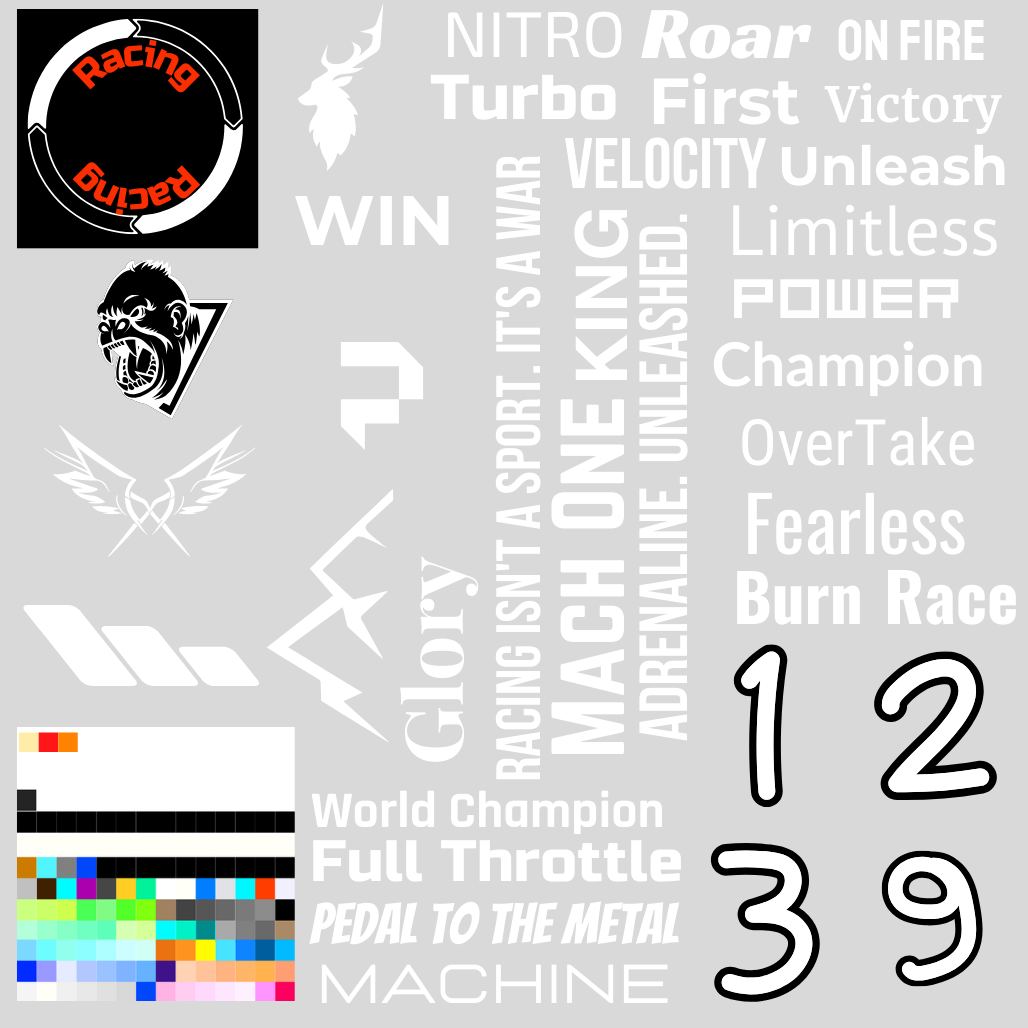 Racing
Racing
NITRO
Roar
ON FIRE
Turbo
First
Victory
VELOCITY
Unleash
WIN
Limitless
POWER
Champion
OverTake
Fearless
Burn Race
RACING ISN'T A SPORT. IT'S A WAR
MACH ONE KING
ADRENALINE. UNLEASHED.
Glory
1 2
World Champion
Full Throttle
PEDAL TO THE METAL
MACHINE
3 9